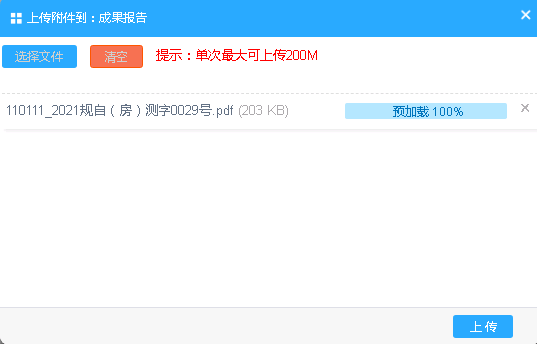 上传附件到：成果报告
选择文件 清空 提示：单次最大可上传200M
110111_2021规自（房）测字0029号.pdf (203 KB) 预加载 100%
上传